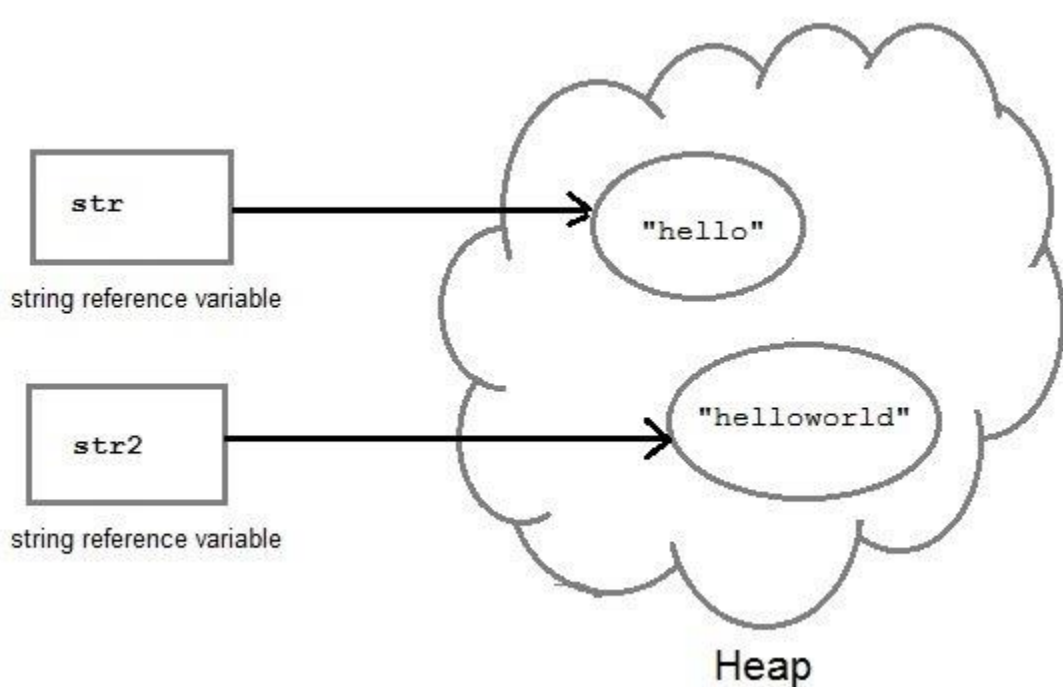 str
"hello"
string reference variable
"helloworld"
str2
string reference variable
Heap